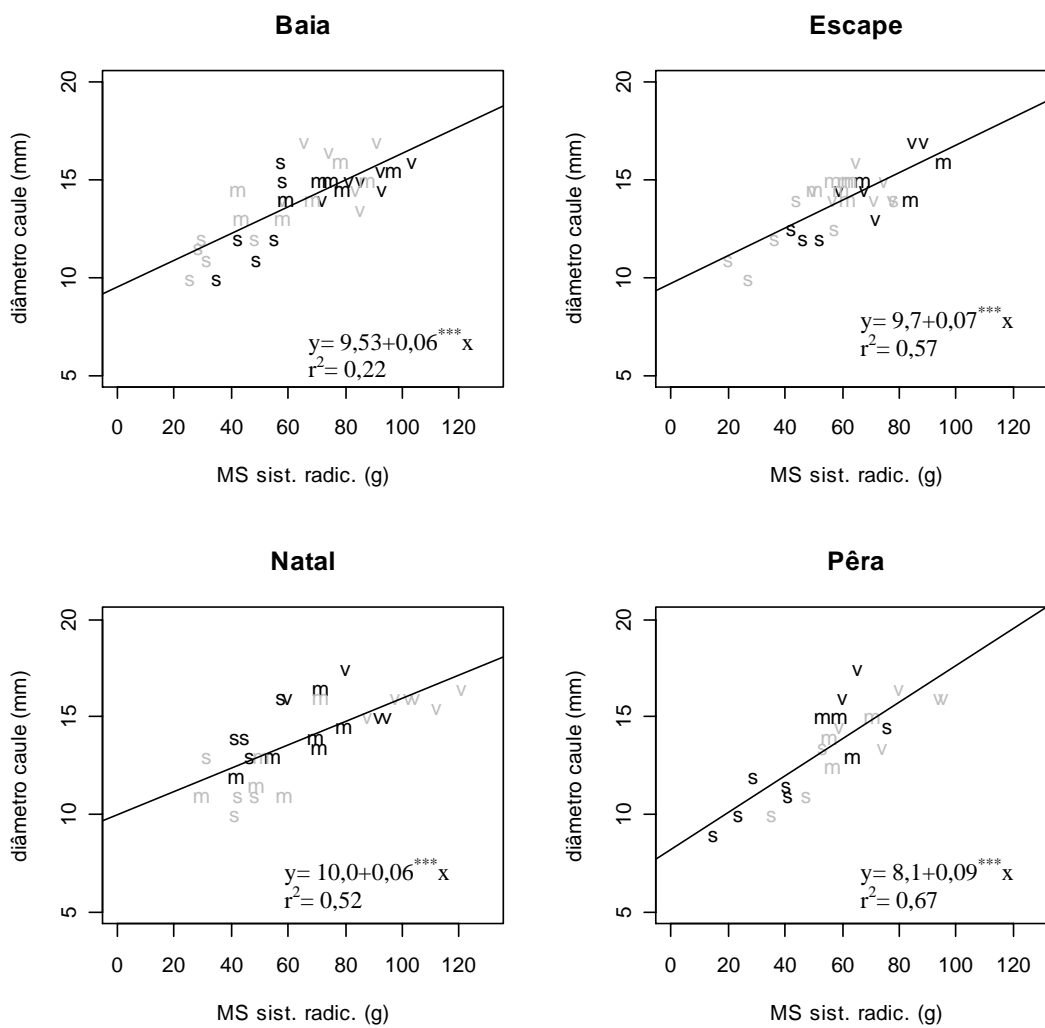 Baia
diâmetro caule (mm)
20
15
10
5
y= 9,53+0,06***x
r2= 0,22
0 20 40 60 80 100 120
MS sist. radic. (g)
Escape
diâmetro caule (mm)
20
15
10
5
y= 9,7+0,07***x
r2= 0,57
0 20 40 60 80 100 120
MS sist. radic. (g)
Natal
diâmetro caule (mm)
20
15
10
5
y= 10,0+0,06***x
r2= 0,52
0 20 40 60 80 100 120
MS sist. radic. (g)
Pêra
diâmetro caule (mm)
20
15
10
5
y= 8,1+0,09***x
r2= 0,67
0 20 40 60 80 100 120
MS sist. radic. (g)